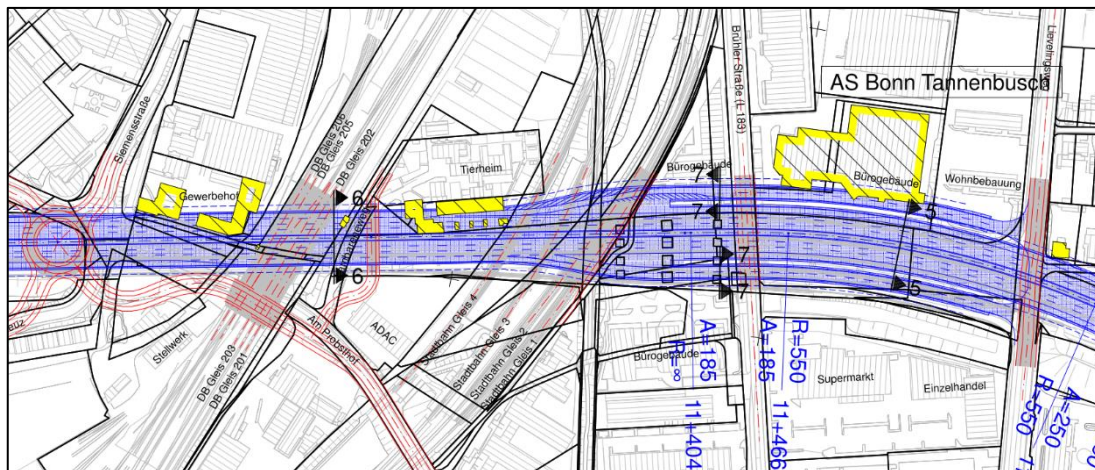 Siemensstraße
DB Gleis 206
DB Gleis 205
DB Gleis 202
Brühler Straße (L 183)
AS Bonn Tannenbusch
Gewerbehof
Tierheim
Bürogebäude
Bürogebäude
Wohnbebauung
6
6
7
7
7
7
5
5
Stellwerk
DB Gleis 203
DB Gleis 201
Am Probsthof
ADAC
Stadtbahn Gleis 4
Stadtbahn Gleis 3
Stadtbahn Gleis 2
Stadtbahn Gleis 1
Bürogebäude
Supermarkt
Einzelhandel
A=185
R=∞
11+404
R=550
A=185
11+466
A=250
R=550